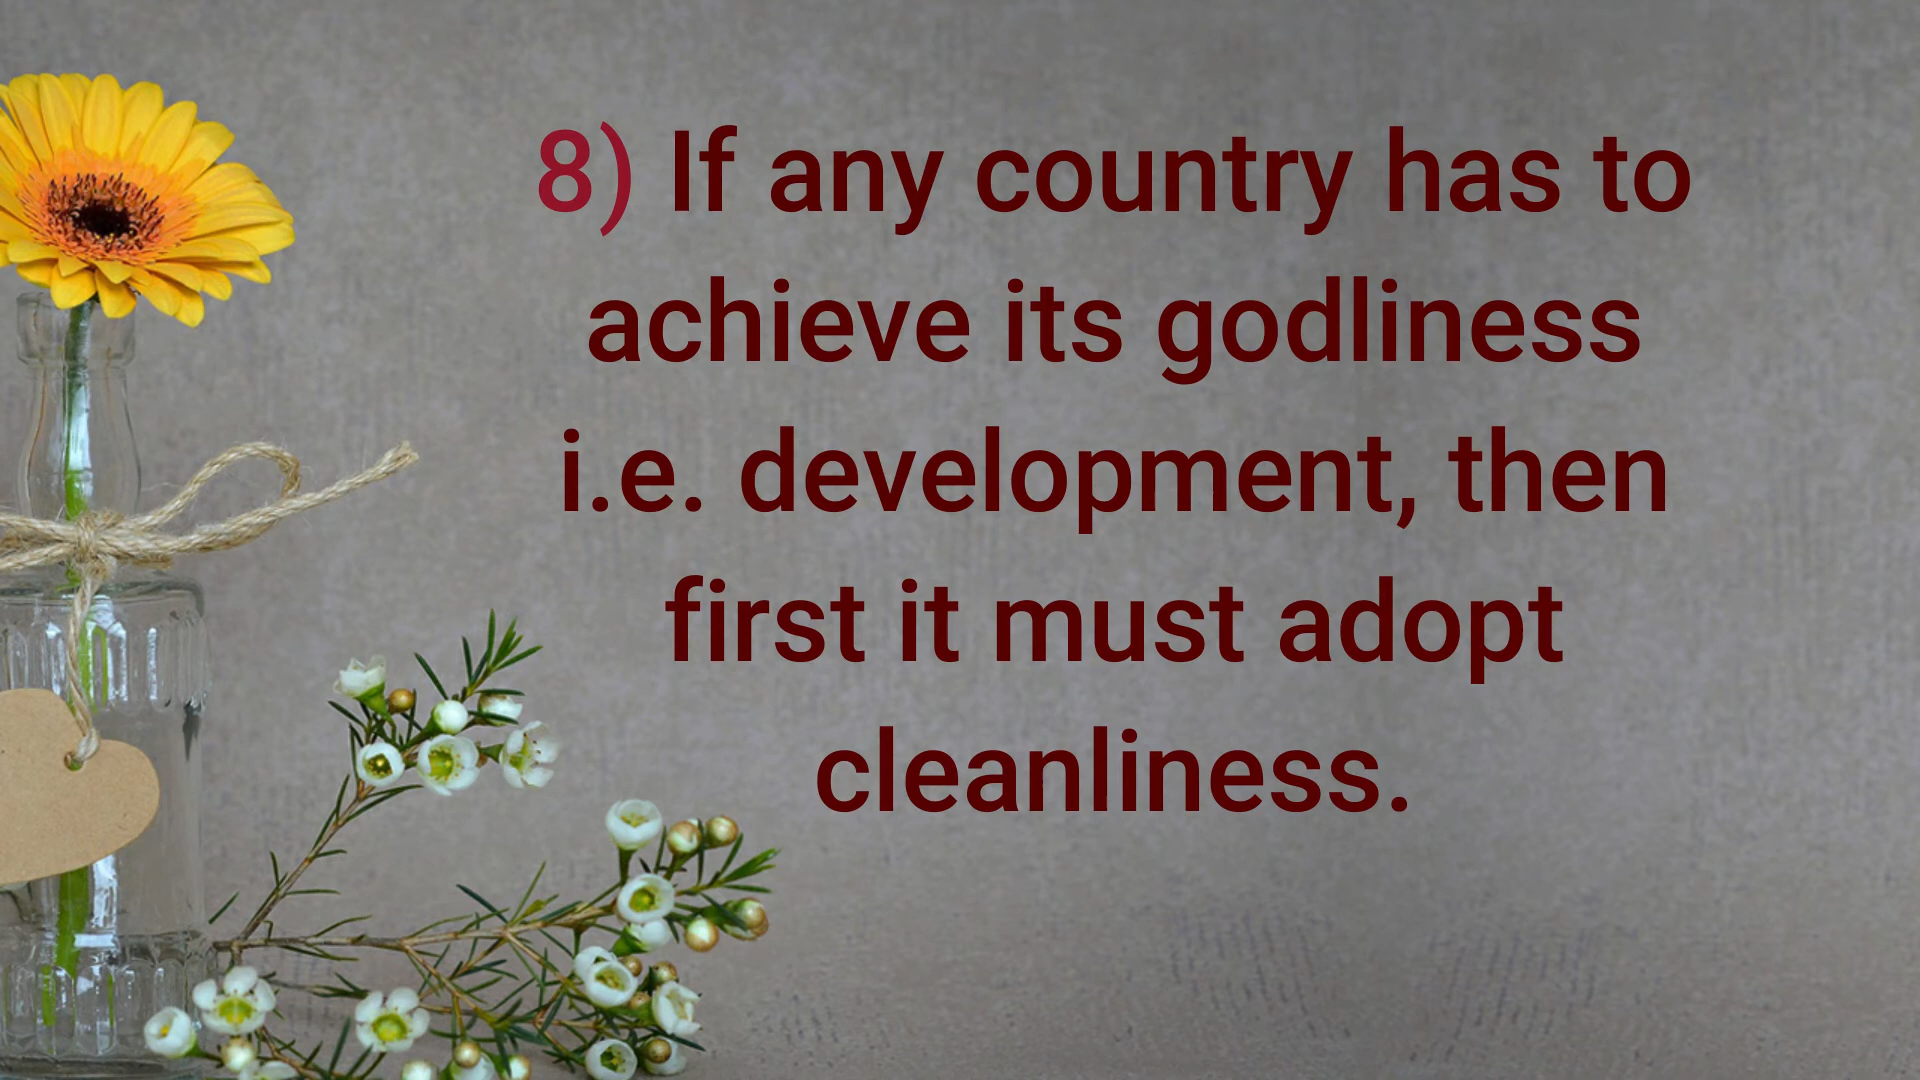 8) If any country has to
achieve its godliness
i.e. development, then
first it must adopt
cleanliness.